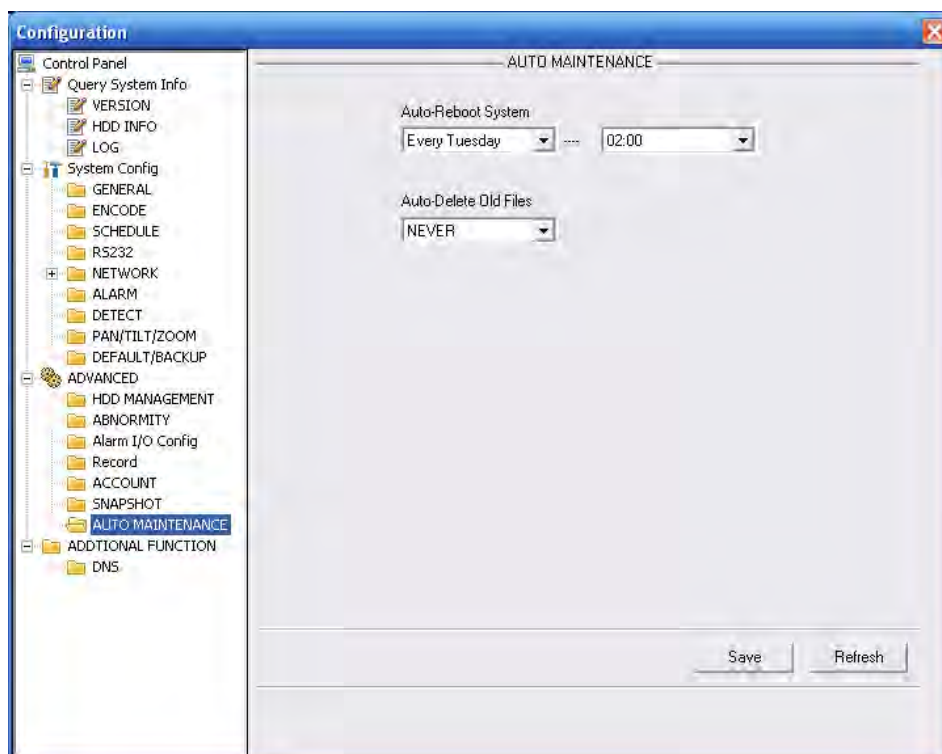 Configuration
Control Panel
Query System Info
VERSION
HDD INFO
LOG
System Config
GENERAL
ENCODE
SCHEDULE
RS232
NETWORK
ALARM
DETECT
PAN/TILT/ZOOM
DEFAULT/BACKUP
ADVANCED
HDD MANAGEMENT
ABNORMITY
Alarm I/O Config
Record
ACCOUNT
SNAPSHOT
AUTO MAINTENANCE
ADDTIONAL FUNCTION
DNS
AUTO MAINTENANCE
Auto-Reboot System
Every Tuesday ---- 02:00
Auto-Delete Old Files
NEVER
Save Refresh